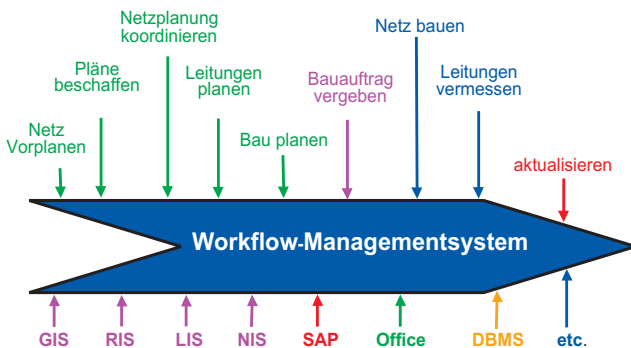 Netzplanung
koordinieren
Netz bauen
Pläne
beschaffen
Leitungen
planen
Bauauftrag
vergeben
Leitungen
vermessen
Netz
Vorplanen
Bau planen
aktualisieren
Workflow-Managementsystem
GIS RIS LIS NIS SAP Office DBMS etc.